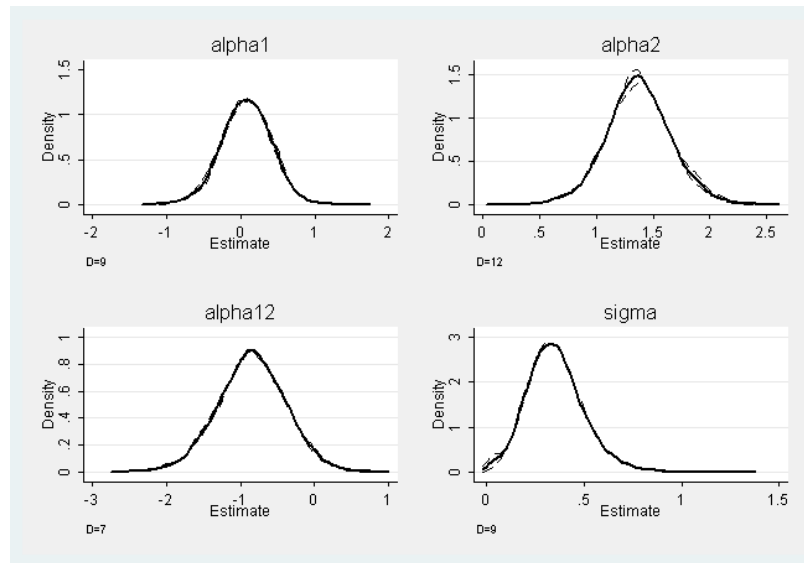 alpha1
Density
0 .5 1 1.5
-2 -1 0 1 2
Estimate
D=9
alpha2
Density
0 .5 1 1.5
0 .5 1 1.5 2 2.5
Estimate
D=12
alpha12
Density
0 .2 .4 .6 .8 1
-3 -2 -1 0 1
Estimate
D=7
sigma
Density
0 1 2 3
-0 .5 1 1.5
Estimate
D=9